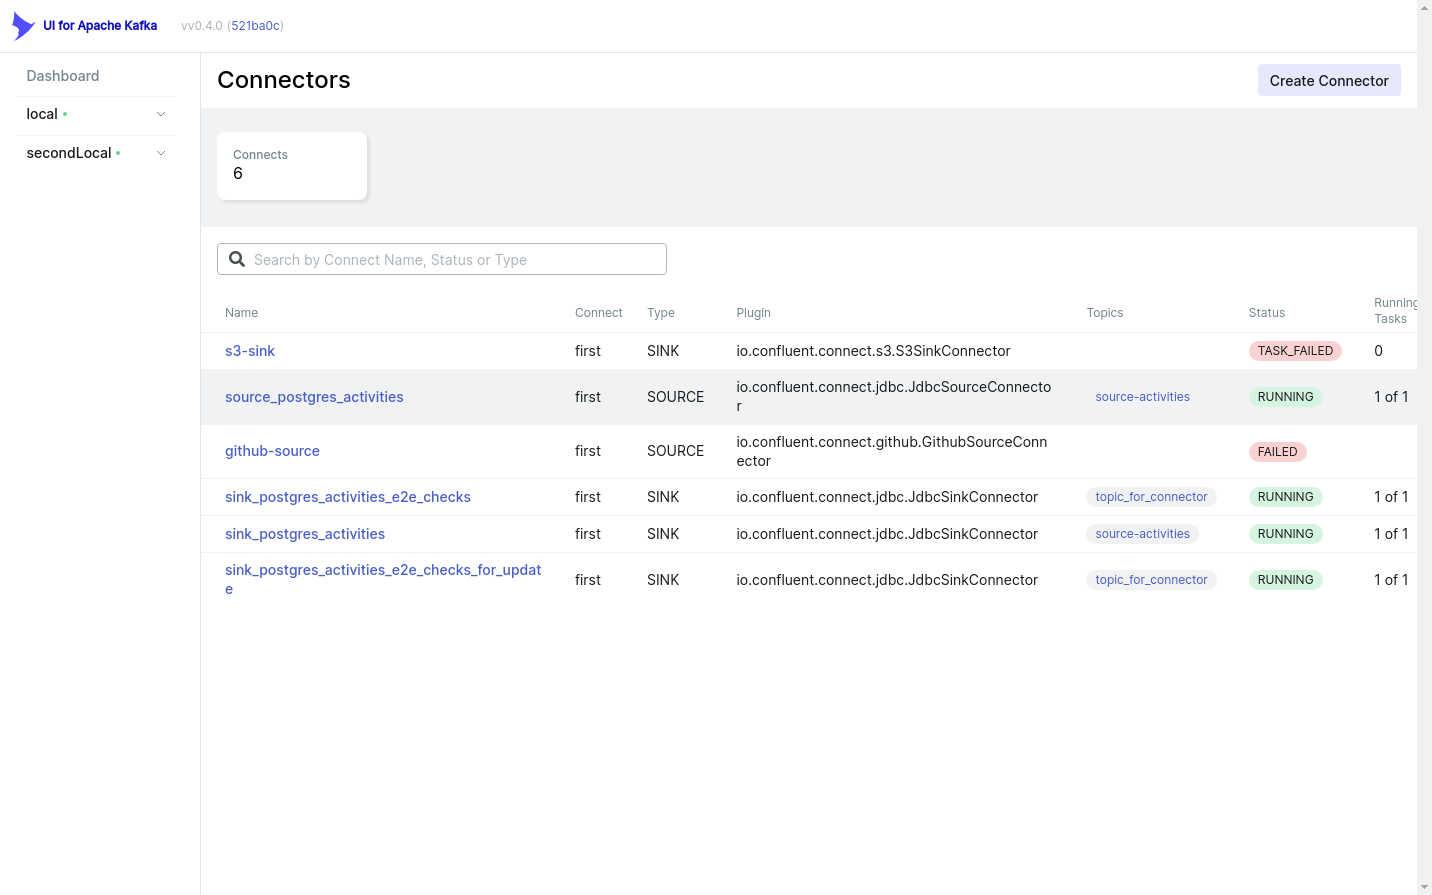 UI for Apache Kafka vv0.4.0 (521ba0c)
Dashboard
local
secondLocal
Connectors
Create Connector
Connects
6
Search by Connect Name, Status or Type
Name Connect Type Plugin Topics Status Running Tasks
s3-sink first SINK io.confluent.connect.s3.S3SinkConnector TASK_FAILED 0
source_postgres_activities first SOURCE io.confluent.connect.jdbc.JdbcSourceConnecto
r source-activities RUNNING 1 of 1
github-source first SOURCE io.confluent.connect.github.GithubSourceConn
ector FAILED
sink_postgres_activities_e2e_checks first SINK io.confluent.connect.jdbc.JdbcSinkConnector topic_for_connector RUNNING 1 of 1
sink_postgres_activities first SINK io.confluent.connect.jdbc.JdbcSinkConnector source-activities RUNNING 1 of 1
sink_postgres_activities_e2e_checks_for_updat
e first SINK io.confluent.connect.jdbc.JdbcSinkConnector topic_for_connector RUNNING 1 of 1